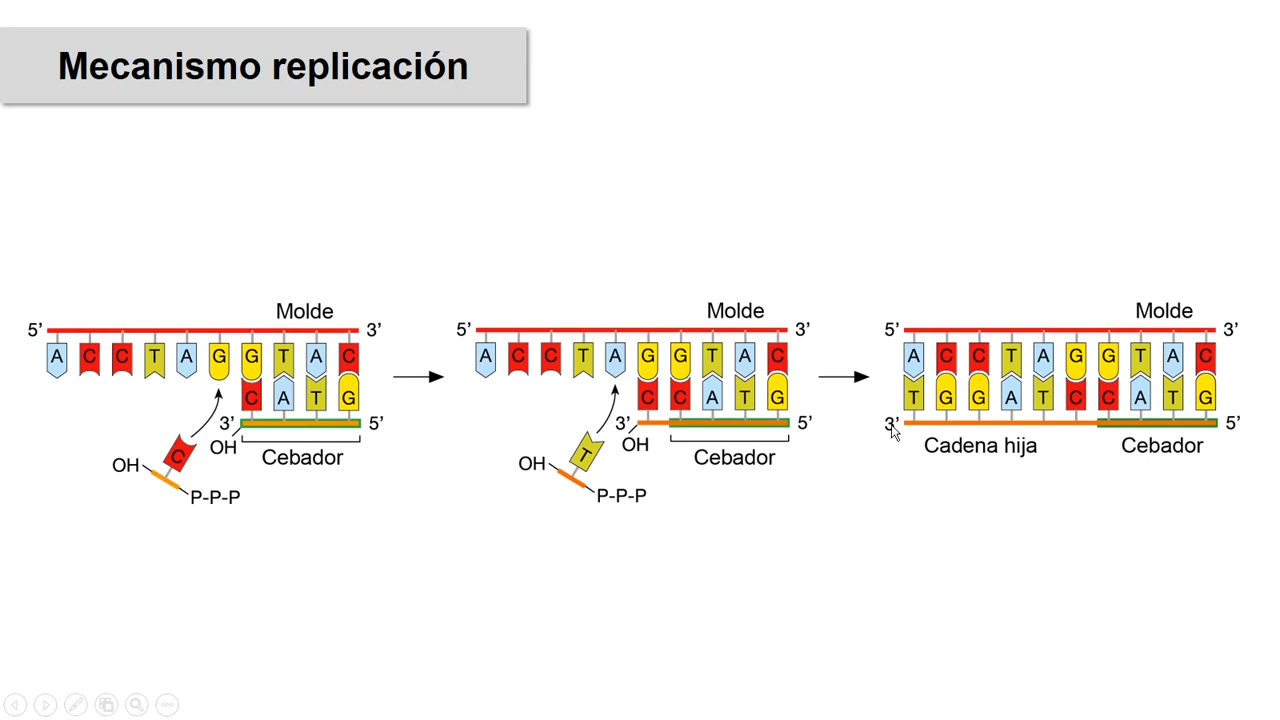 Mecanismo replicación
Molde
5’ 3’
A C C T A G G T A C
C A T G
3’ 5’
OH
Cebador
C
OH
P-P-P
Molde
5’ 3’
A C C T A G G T A C
C C A T G
3’ 5’
OH
Cebador
T
OH
P-P-P
Molde
5’ 3’
A C C T A G G T A C
T G G A T C C A T G
3’ 5’
Cadena hija Cebador